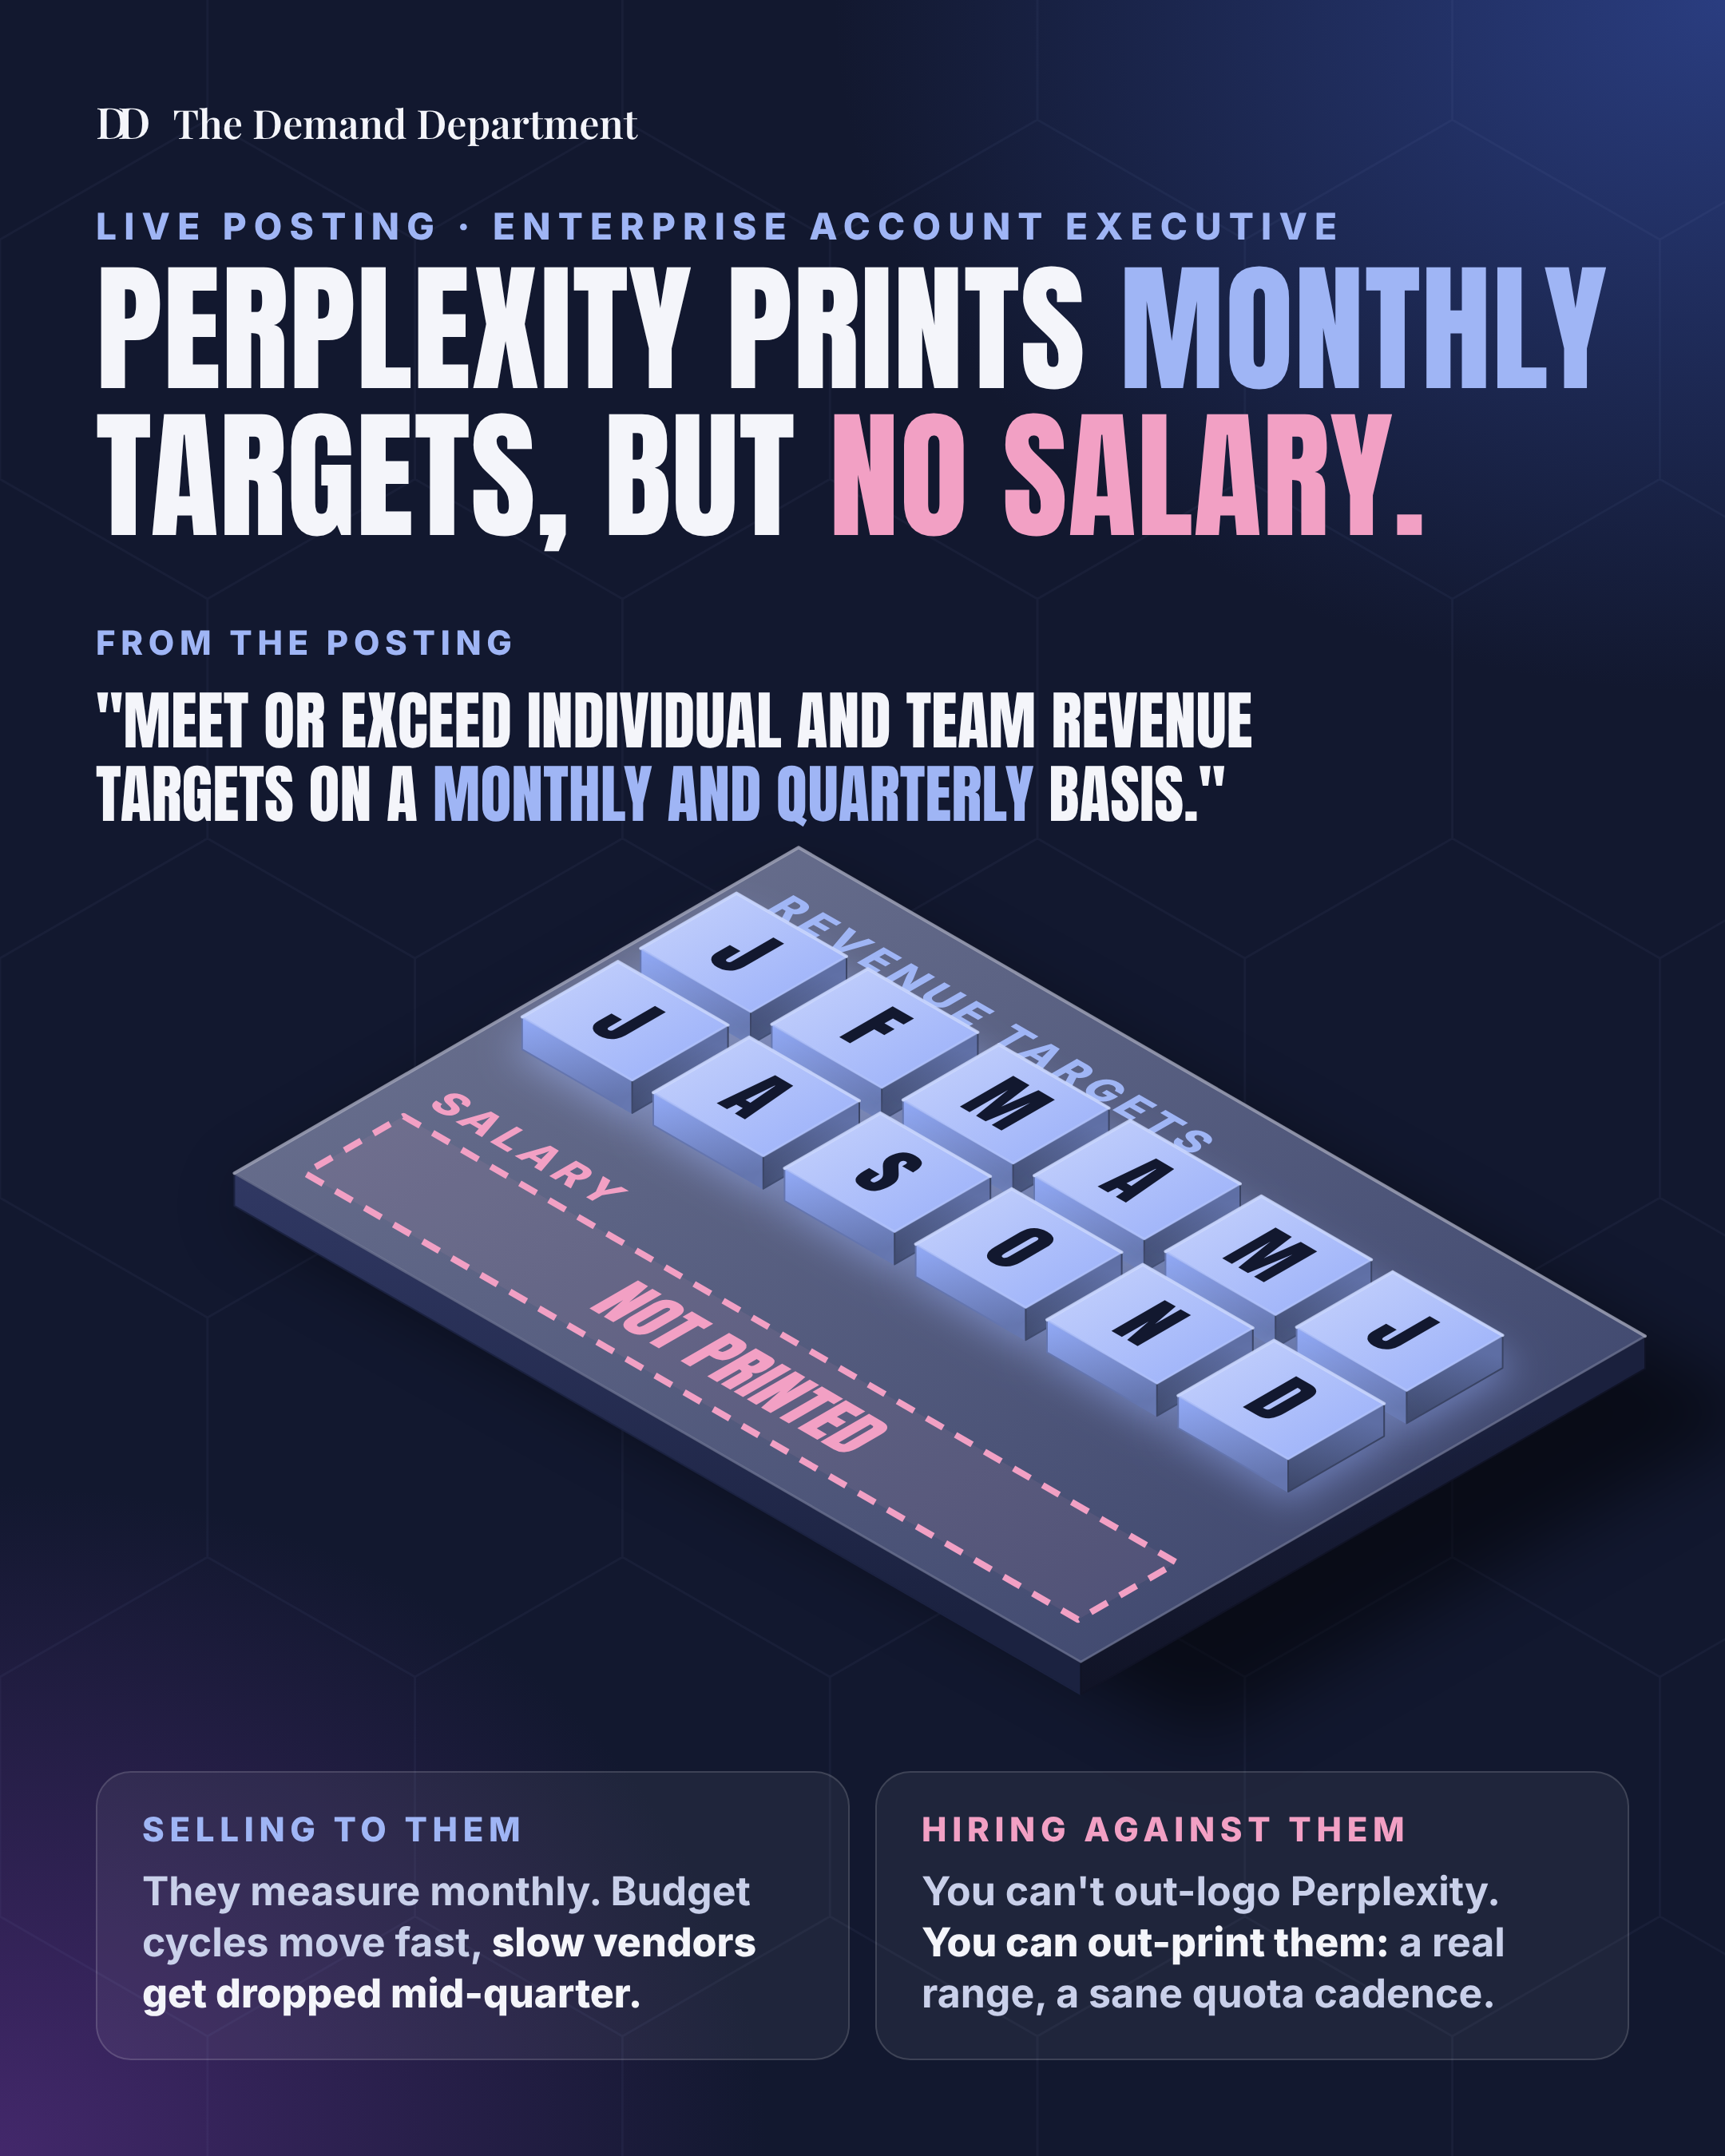 DD The Demand Department
LIVE POSTING · ENTERPRISE ACCOUNT EXECUTIVE
PERPLEXITY PRINTS MONTHLY
TARGETS, BUT NO SALARY.
FROM THE POSTING
"MEET OR EXCEED INDIVIDUAL AND TEAM REVENUE
TARGETS ON A MONTHLY AND QUARTERLY BASIS."
REVENUE TARGETS
J F M A M J
J A S O N D
SALARY
NOT PRINTED
SELLING TO THEM
They measure monthly. Budget
cycles move fast, slow vendors
get dropped mid-quarter.
HIRING AGAINST THEM
You can't out-logo Perplexity.
You can out-print them: a real
range, a sane quota cadence.